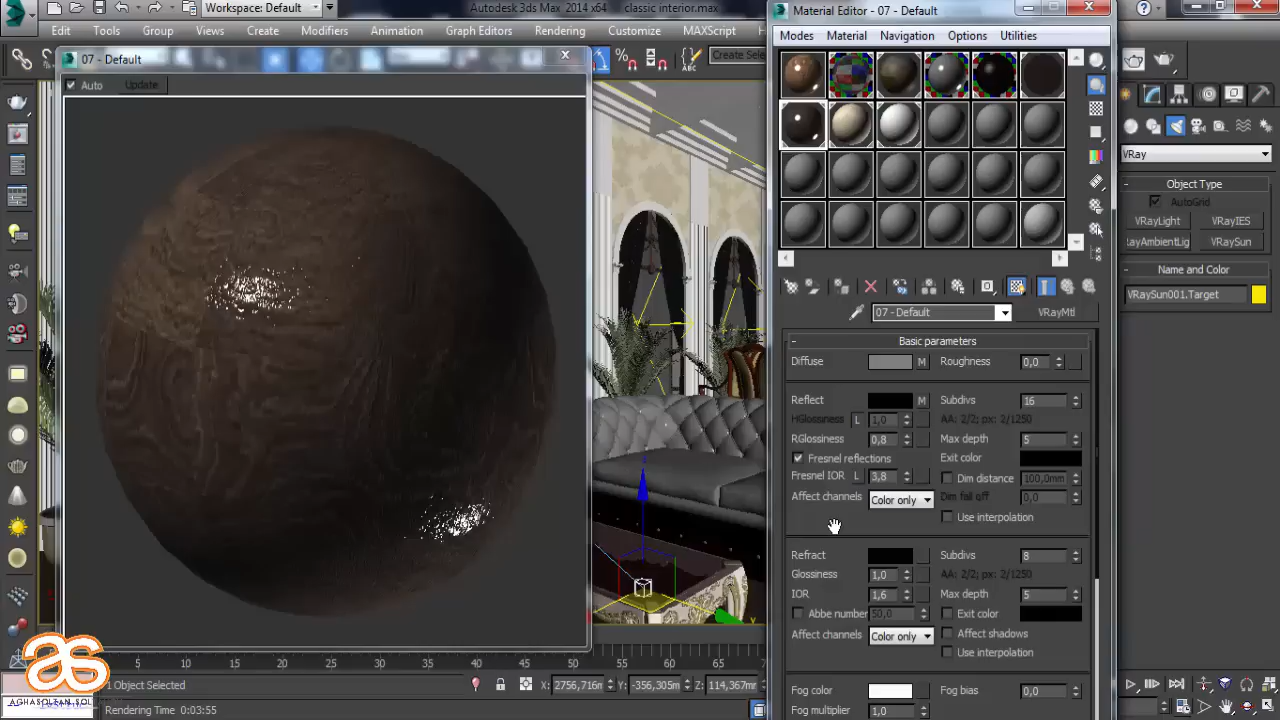 Workspace: Default
Autodesk 3ds Max 2014 x64
classic interior.max
Edit
Tools
Group
Views
Create
Modifiers
Animation
Graph Editors
Rendering
Customize
MAXScript
Create Sele
07 - Default
Auto
Update
Material Editor - 07 - Default
Modes
Material
Navigation
Options
Utilities
07 - Default
VRayMtl
Basic parameters
Diffuse
M
Roughness
0,0
Reflect
M
Subdivs
16
HGlossiness
L
1,0
AA: 2/2; px: 2/1250
RGlossiness
0,8
Max depth
5
Fresnel reflections
Exit color
Fresnel IOR
L
3,8
Dim distance
100,0mm
Affect channels
Color only
Dim fall off
0,0
Use interpolation
Refract
Subdivs
8
Glossiness
1,0
AA: 2/2; px: 2/1250
IOR
1,6
Max depth
5
Abbe number
50,0
Exit color
Affect channels
Color only
Affect shadows
Use interpolation
Fog color
Fog bias
0,0
Fog multiplier
1,0
VRay
Object Type
AutoGrid
VRayLight
VRayIES
RayAmbientLig
VRaySun
Name and Color
VRaySun001.Target
5 10 15 20 25 30 35 40 45 50 55 60 65 70
1 Object Selected
X: 2756,716m
Y: -356,305m
Z: 114,367mm
Rendering Time 0:03:55
as
AGHASOLTEAN.SOL